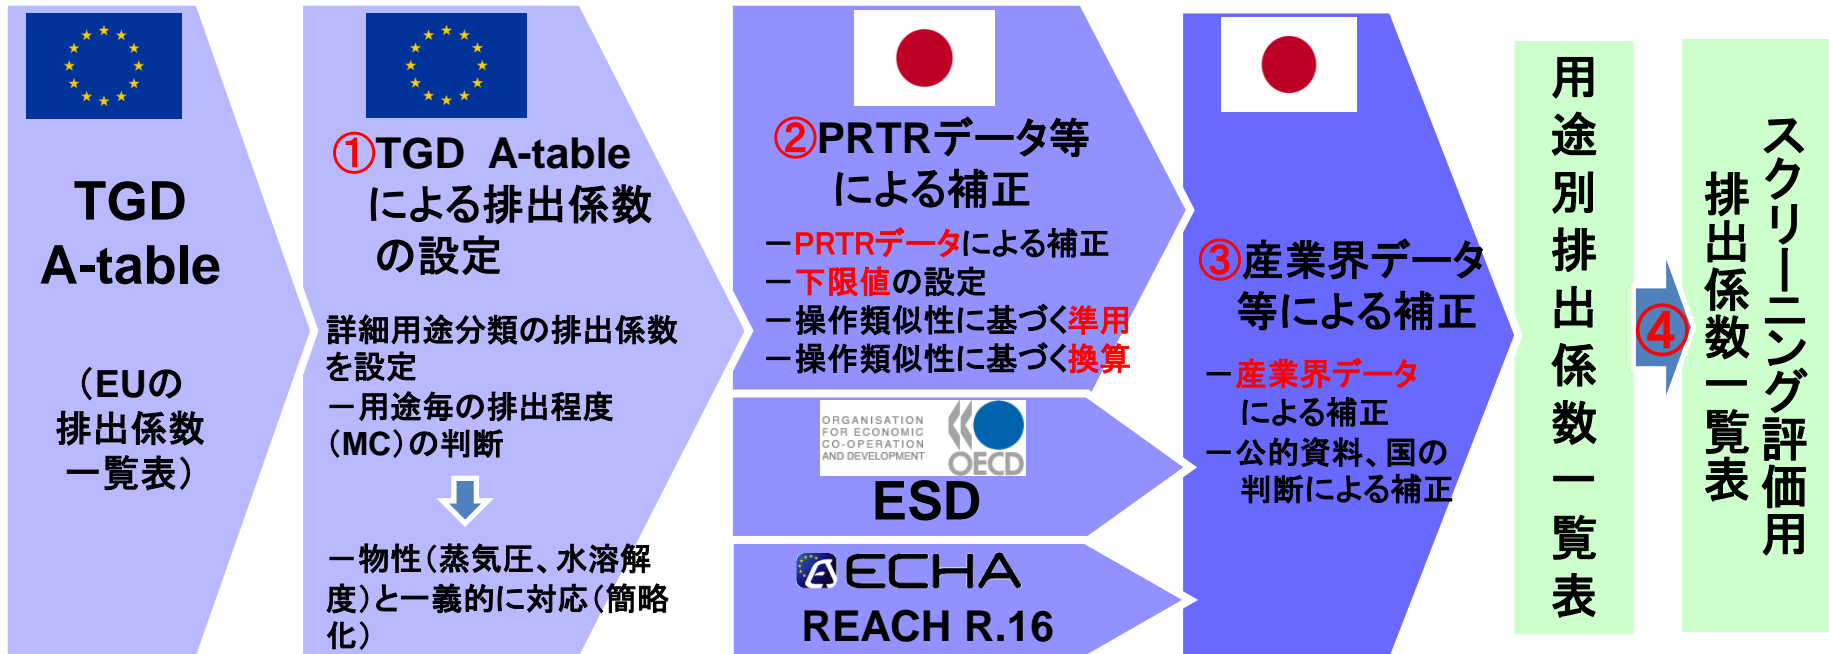 TGD
A-table
（EUの
排出係数
一覧表）
①TGD A-table
による排出係数
の設定
詳細用途分類の排出係数
を設定
－用途毎の排出程度
（MC）の判断
－物性（蒸気圧、水溶解
度）と一義的に対応（簡略
化）
②PRTRデータ等
による補正
－PRTRデータによる補正
－下限値の設定
－操作類似性に基づく準用
－操作類似性に基づく換算
ORGANISATION
FOR ECONOMIC
CO-OPERATION
AND DEVELOPMENT
OECD
ESD
ECHA
REACH R.16
③産業界データ
等による補正
－産業界データ
による補正
－公的資料、国の
判断による補正
用途別排出係数一覧表
④
スクリーニング評価用
排出係数一覧表